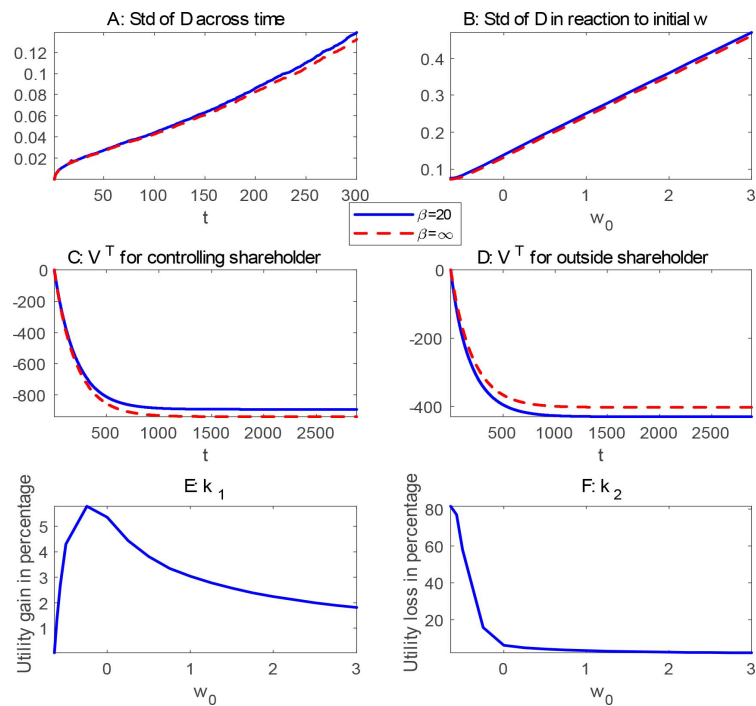 A: Std of D across time
B: Std of D in reaction to initial w
0.12
0.1
0.08
0.06
0.04
0.02
50 100 150 200 250 300
t
0.4
0.3
0.2
0.1
0 1 2 3
w0
β=20
β=∞
C: V T for controlling shareholder
D: V T for outside shareholder
0
-200
-400
-600
-800
500 1000 1500 2000 2500
t
0
-200
-400
500 1000 1500 2000 2500
t
E: k 1
F: k 2
Utility gain in percentage
5
4
3
2
1
0 1 2 3
w0
Utility loss in percentage
80
60
40
20
0 1 2 3
w0